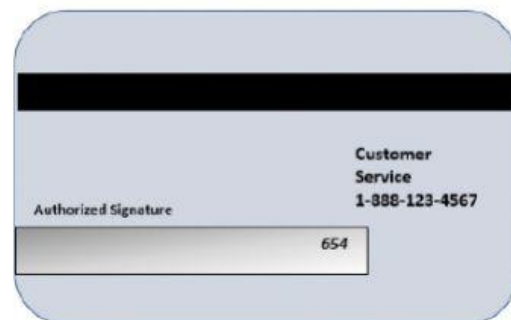 Customer
Service
1-888-123-4567
Authorized Signature
654